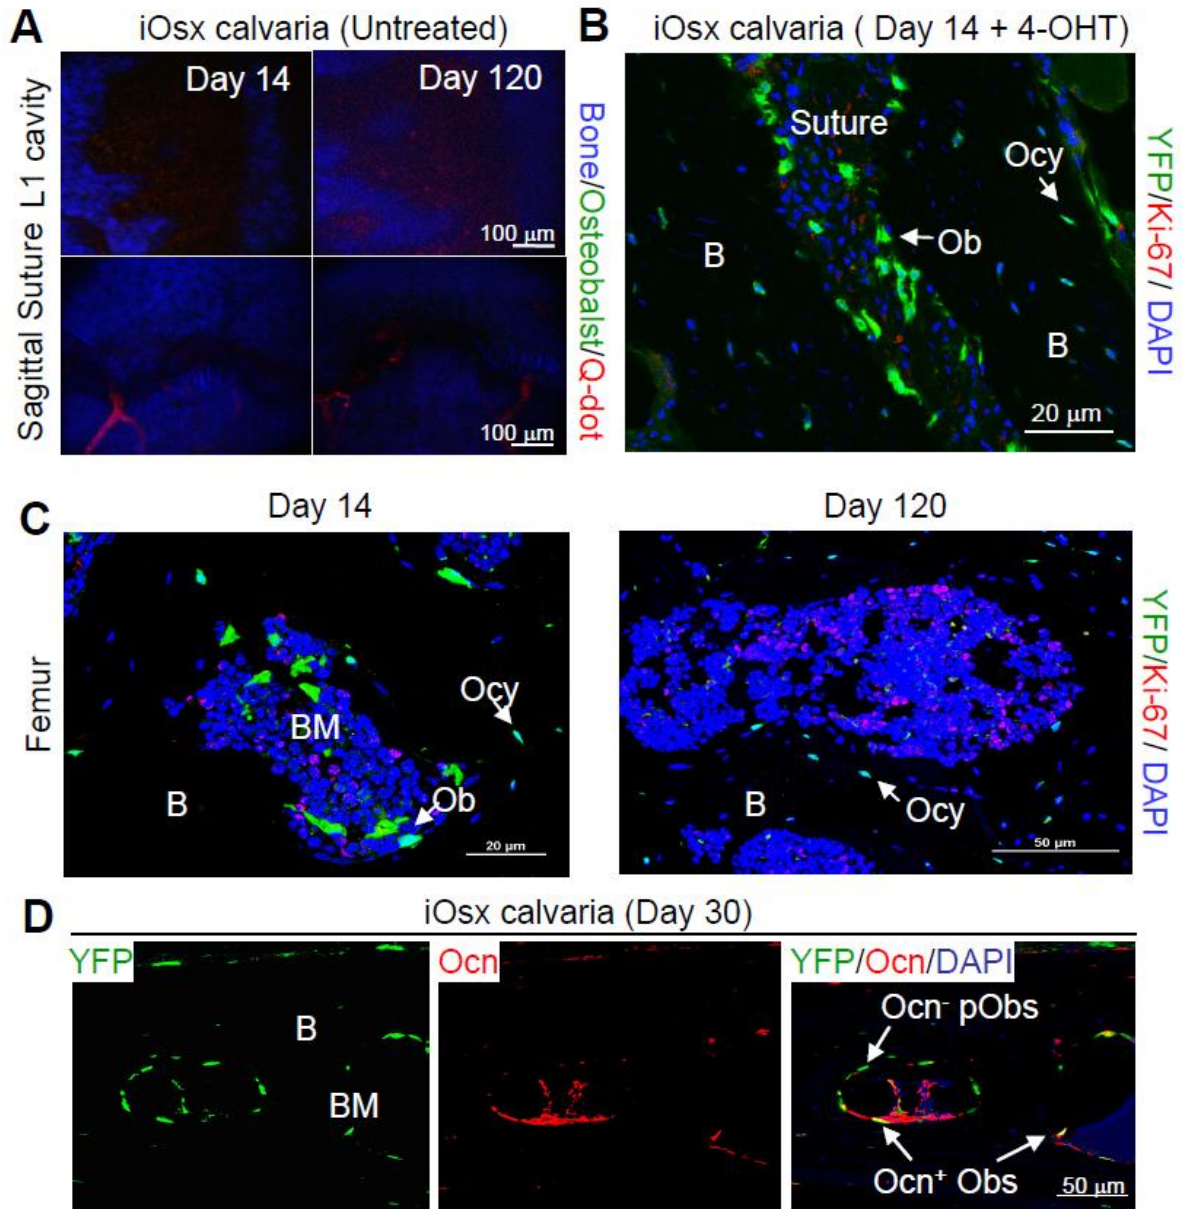 A
iOsx calvaria (Untreated)
Day 14
Day 120
Sagittal Suture L1 cavity
100 µm
100 µm
Bone/Osteobalst/Q-dot
B
iOsx calvaria ( Day 14 + 4-OHT)
Suture
Ocy
Ob
B
B
20 µm
YFP/Ki-67/ DAPI
C
Day 14
Day 120
Femur
Ocy
BM
Ob
B
20 µm
B
Ocy
50 µm
YFP/Ki-67/ DAPI
D
iOsx calvaria (Day 30)
YFP
B
BM
Ocn
YFP/Ocn/DAPI
Ocn⁻ pObs
Ocn⁺ Obs
50 µm